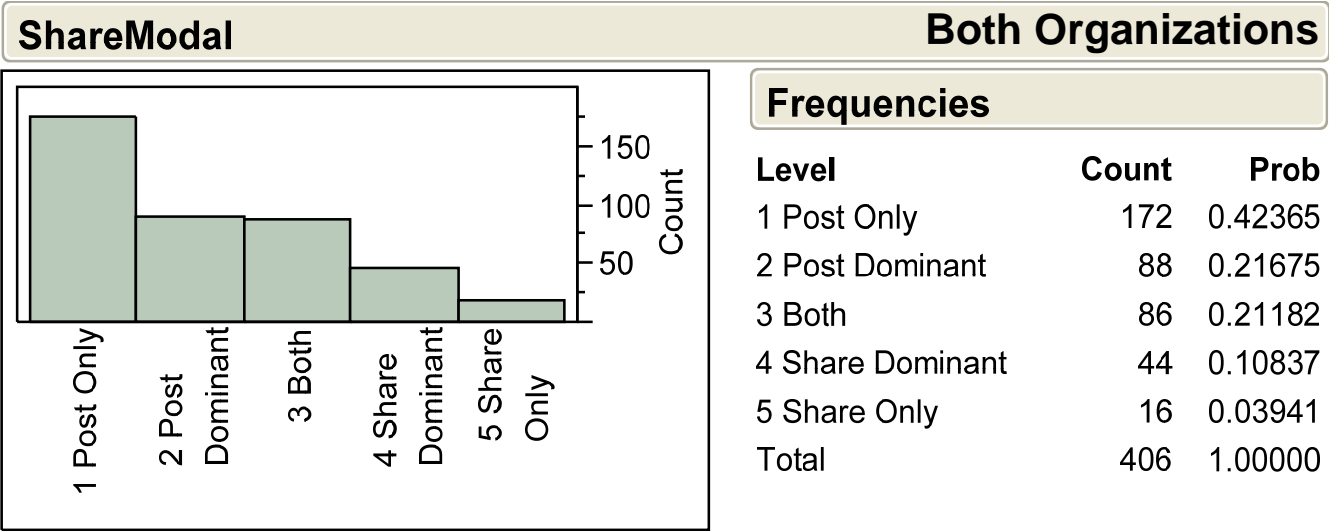 ShareModal
Both Organizations
150
100
50
Count
1 Post Only
2 Post
Dominant
3 Both
4 Share
Dominant
5 Share
Only
Frequencies
Level Count Prob
1 Post Only 172 0.42365
2 Post Dominant 88 0.21675
3 Both 86 0.21182
4 Share Dominant 44 0.10837
5 Share Only 16 0.03941
Total 406 1.00000